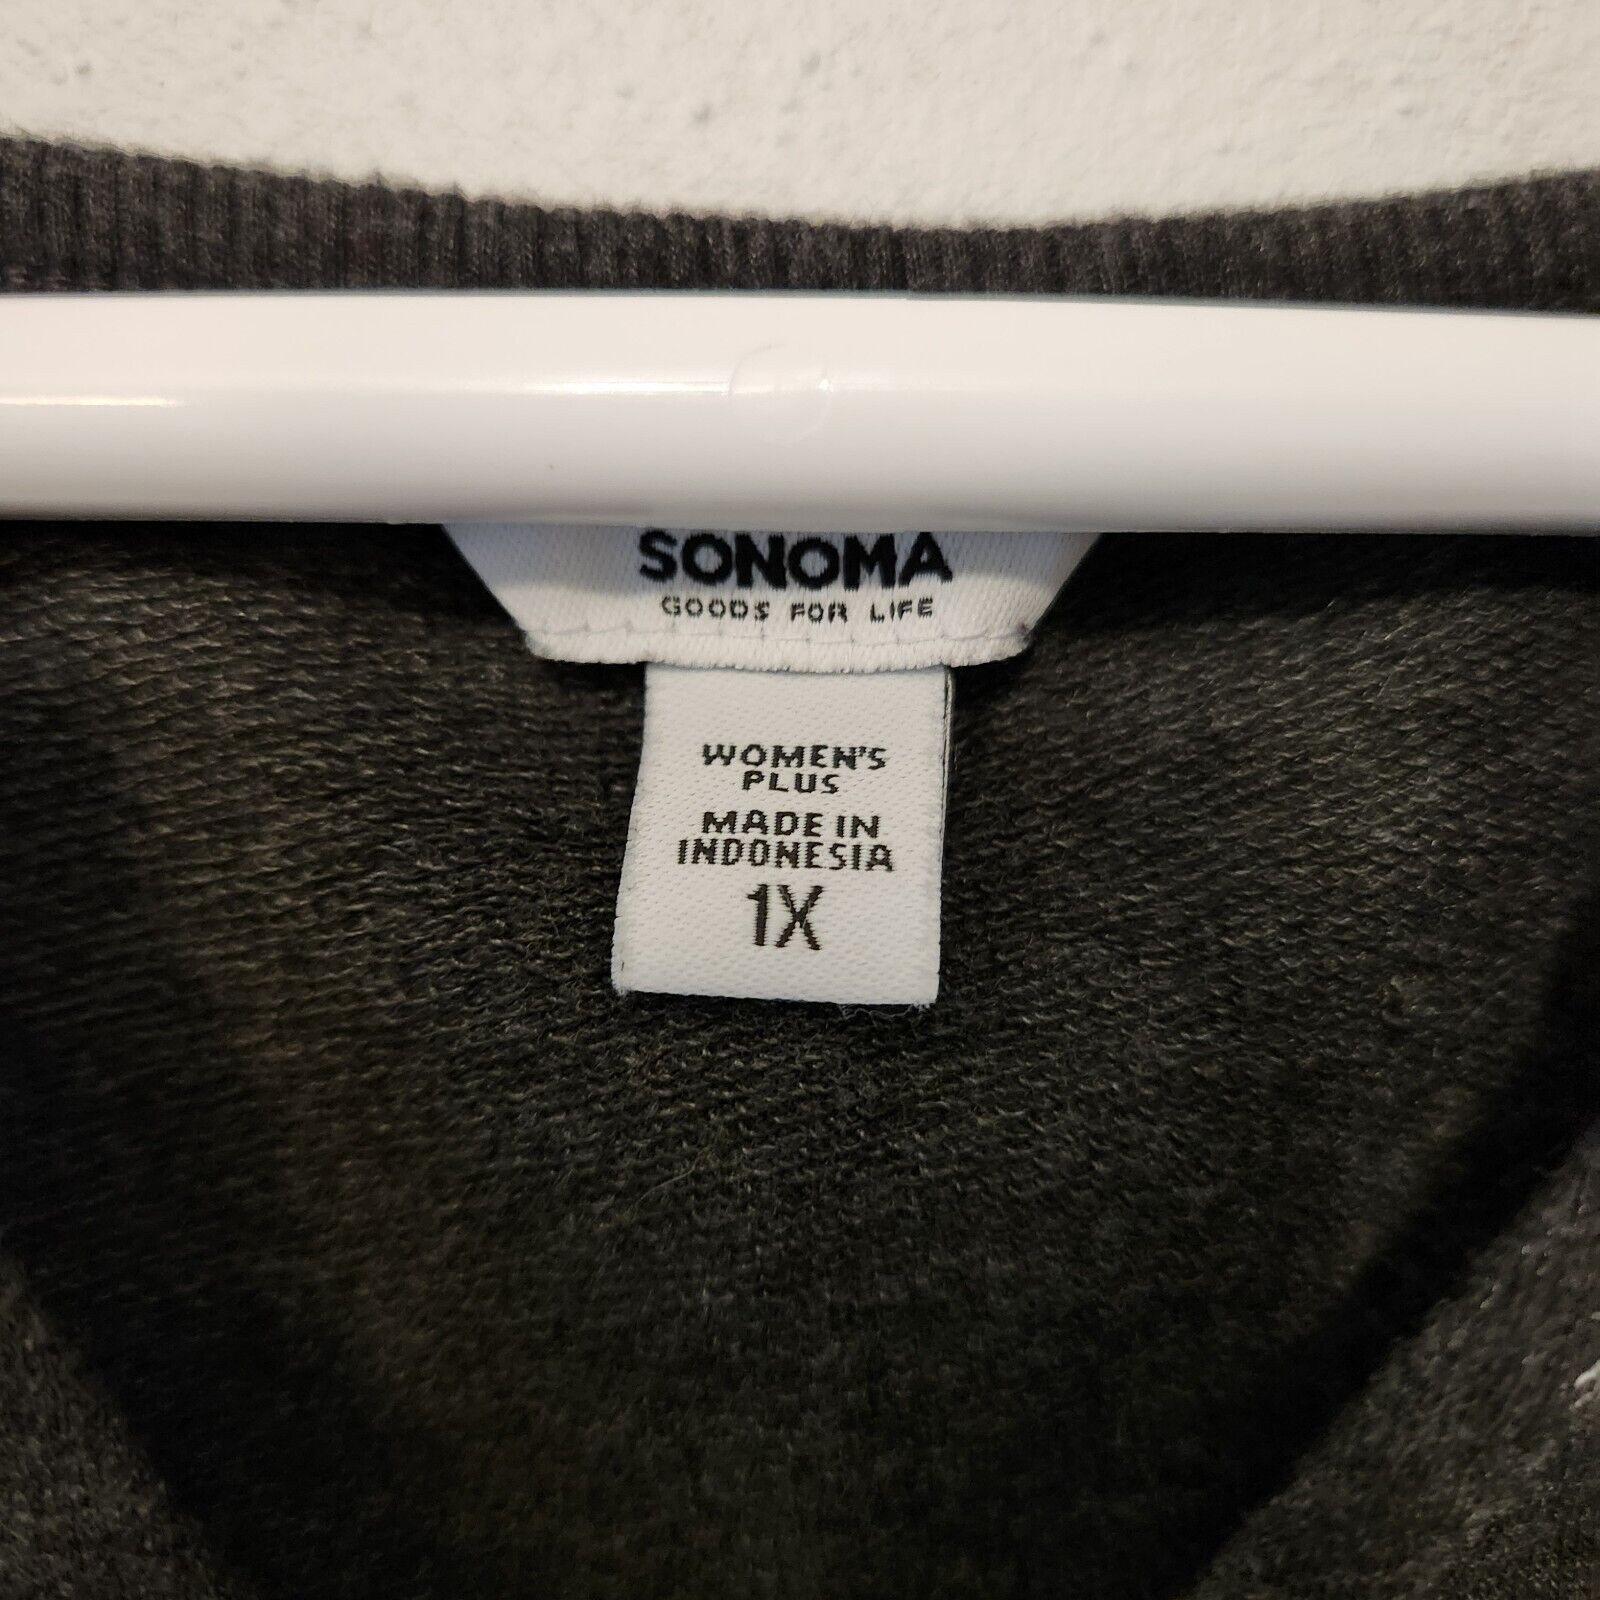 SONOMA
GOODS FOR LIFE
WOMEN'S
PLUS
MADE IN
INDONESIA
1X